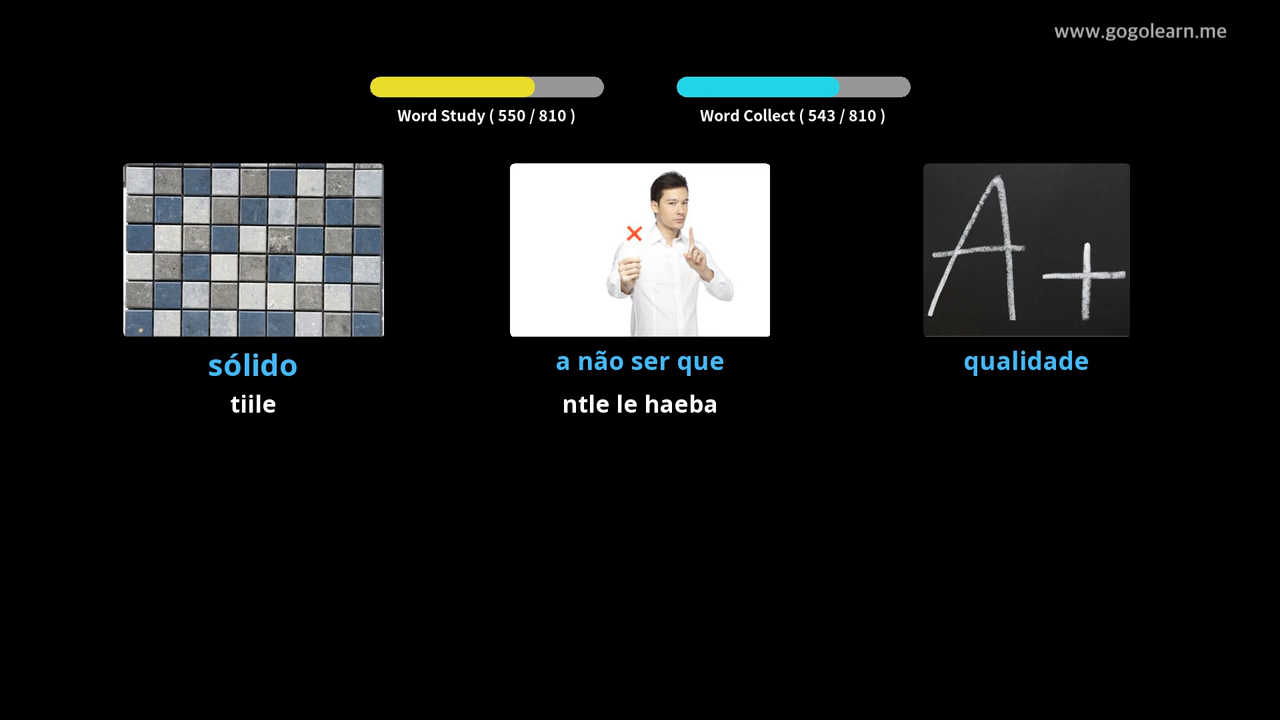 www.gogolearn.me
Word Study ( 550 / 810 )
Word Collect ( 543 / 810 )
A+
sólido
a não ser que
qualidade
tiile
ntle le haeba